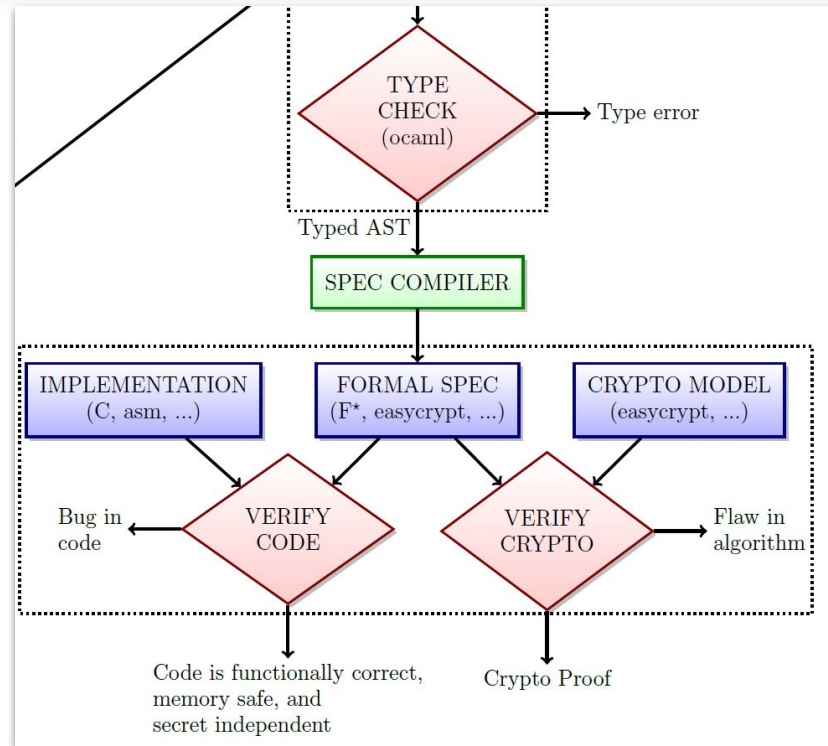 TYPE
CHECK
(ocaml)
Type error
Typed AST
SPEC COMPILER
IMPLEMENTATION
(C, asm, ...)
FORMAL SPEC
(F⋆, easycrypt, ...)
CRYPTO MODEL
(easycrypt, ...)
Bug in
code
VERIFY
CODE
VERIFY
CRYPTO
Flaw in
algorithm
Code is functionally correct,
memory safe, and
secret independent
Crypto Proof